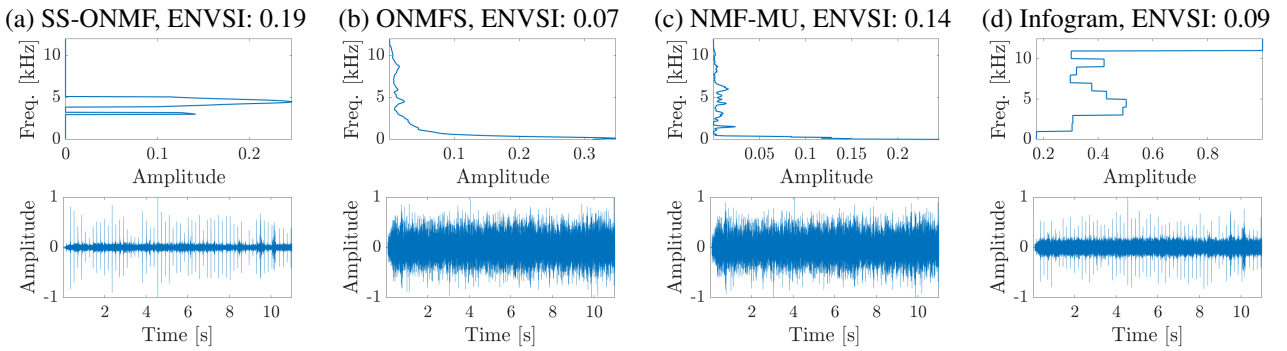 (a) SS-ONMF, ENVSI: 0.19
(b) ONMFS, ENVSI: 0.07
(c) NMF-MU, ENVSI: 0.14
(d) Infogram, ENVSI: 0.09
Freq. [kHz]
10
5
0
0 0.1 0.2
Amplitude
Freq. [kHz]
10
5
0
0.1 0.2 0.3
Amplitude
Freq. [kHz]
10
5
0
0.05 0.1 0.15 0.2
Amplitude
Freq. [kHz]
10
5
0
0.2 0.4 0.6 0.8
Amplitude
Amplitude
1
0
-1
2 4 6 8 10
Time [s]
Amplitude
1
0
-1
2 4 6 8 10
Time [s]
Amplitude
1
0
-1
2 4 6 8 10
Time [s]
Amplitude
1
0
-1
2 4 6 8 10
Time [s]